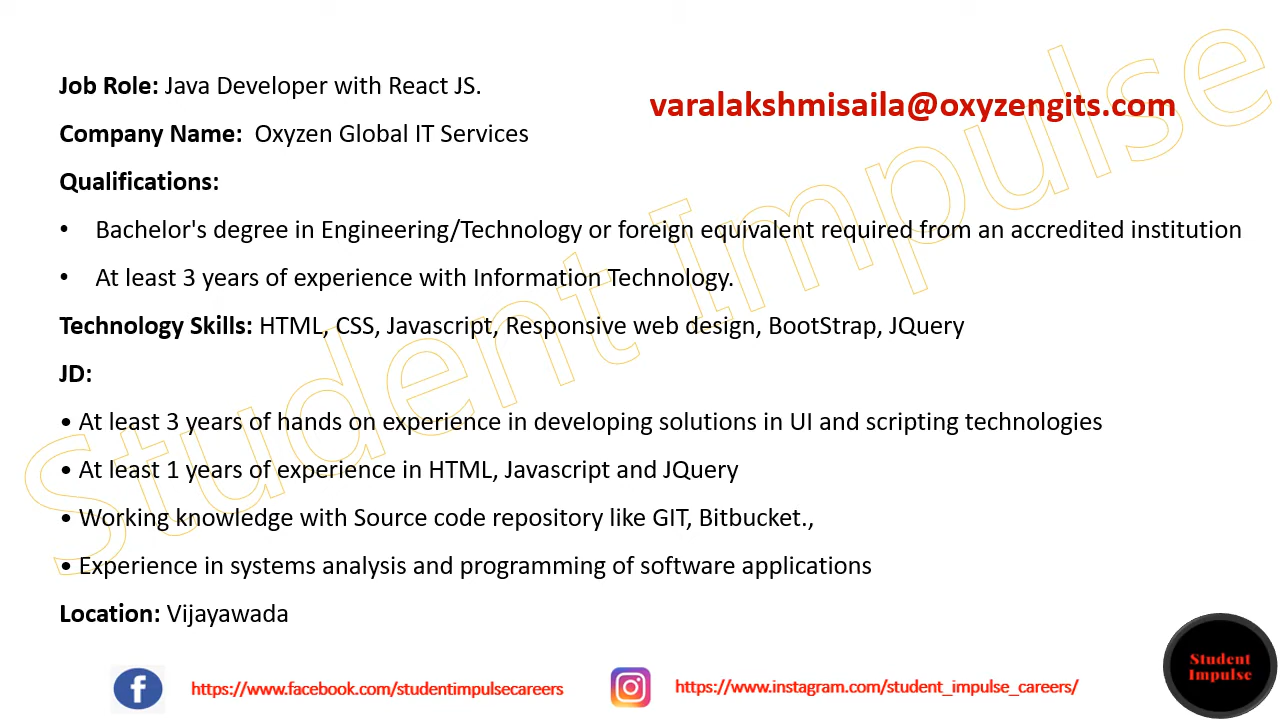 Job Role: Java Developer with React JS.
varalakshmisaila@oxyzengits.com
Company Name:  Oxyzen Global IT Services
Qualifications:
• Bachelor's degree in Engineering/Technology or foreign equivalent required from an accredited institution
• At least 3 years of experience with Information Technology.
Technology Skills: HTML, CSS, Javascript, Responsive web design, BootStrap, JQuery
JD:
• At least 3 years of hands on experience in developing solutions in UI and scripting technologies
• At least 1 years of experience in HTML, Javascript and JQuery
• Working knowledge with Source code repository like GIT, Bitbucket.,
• Experience in systems analysis and programming of software applications
Location: Vijayawada
Student Impulse
https://www.facebook.com/studentimpulsecareers
https://www.instagram.com/student_impulse_careers/
Student
Impulse